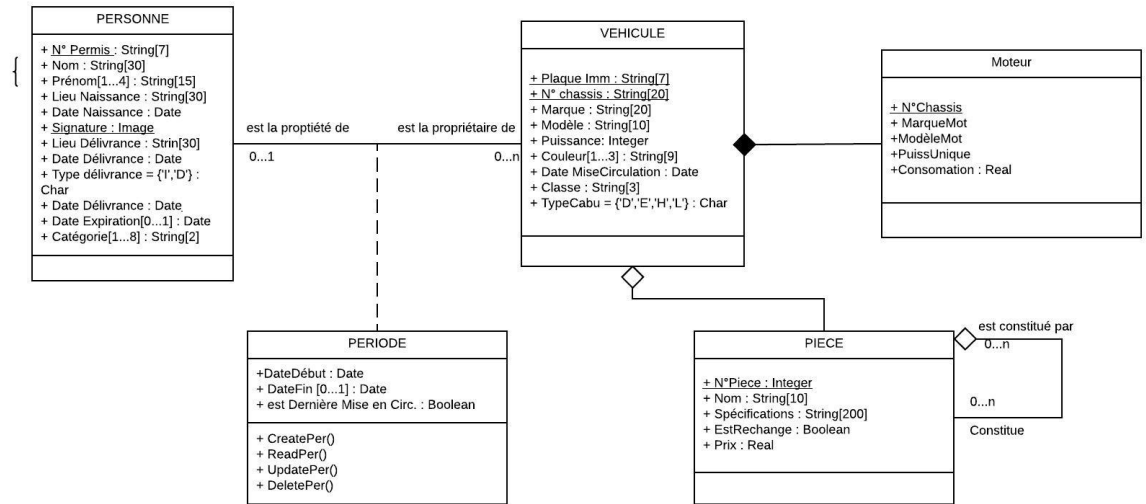 PERSONNE
+ N° Permis : String[7]
+ Nom : String[30]
+ Prénom[1...4] : String[15]
+ Lieu Naissance : String[30]
+ Date Naissance : Date
+ Signature : Image
+ Lieu Délivrance : Strin[30]
+ Date Délivrance : Date
+ Type délivrance = {'I','D'} :
Char
+ Date Délivrance : Date
+ Date Expiration[0...1] : Date
+ Catégorie[1...8] : String[2]
{
est la proptiété de
0...1
est la propriétaire de
0...n
VEHICULE
+ Plaque Imm : String[7]
+ N° chassis : String[20]
+ Marque : String[20]
+ Modèle : String[10]
+ Puissance: Integer
+ Couleur[1...3] : String[9]
+ Date MiseCirculation : Date
+ Classe : String[3]
+ TypeCabu = {'D','E','H','L'} : Char
Moteur
+ N°Chassis
+ MarqueMot
+ModèleMot
+PuissUnique
+Consomation : Real
PERIODE
+DateDébut : Date
+ DateFin [0...1] : Date
+ est Dernière Mise en Circ. : Boolean
+ CreatePer()
+ ReadPer()
+ UpdatePer()
+ DeletePer()
PIECE
+ N°Piece : Integer
+ Nom : String[10]
+ Spécifications : String[200]
+ EstRechange : Boolean
+ Prix : Real
est constitué par
0...n
0...n
Constitue